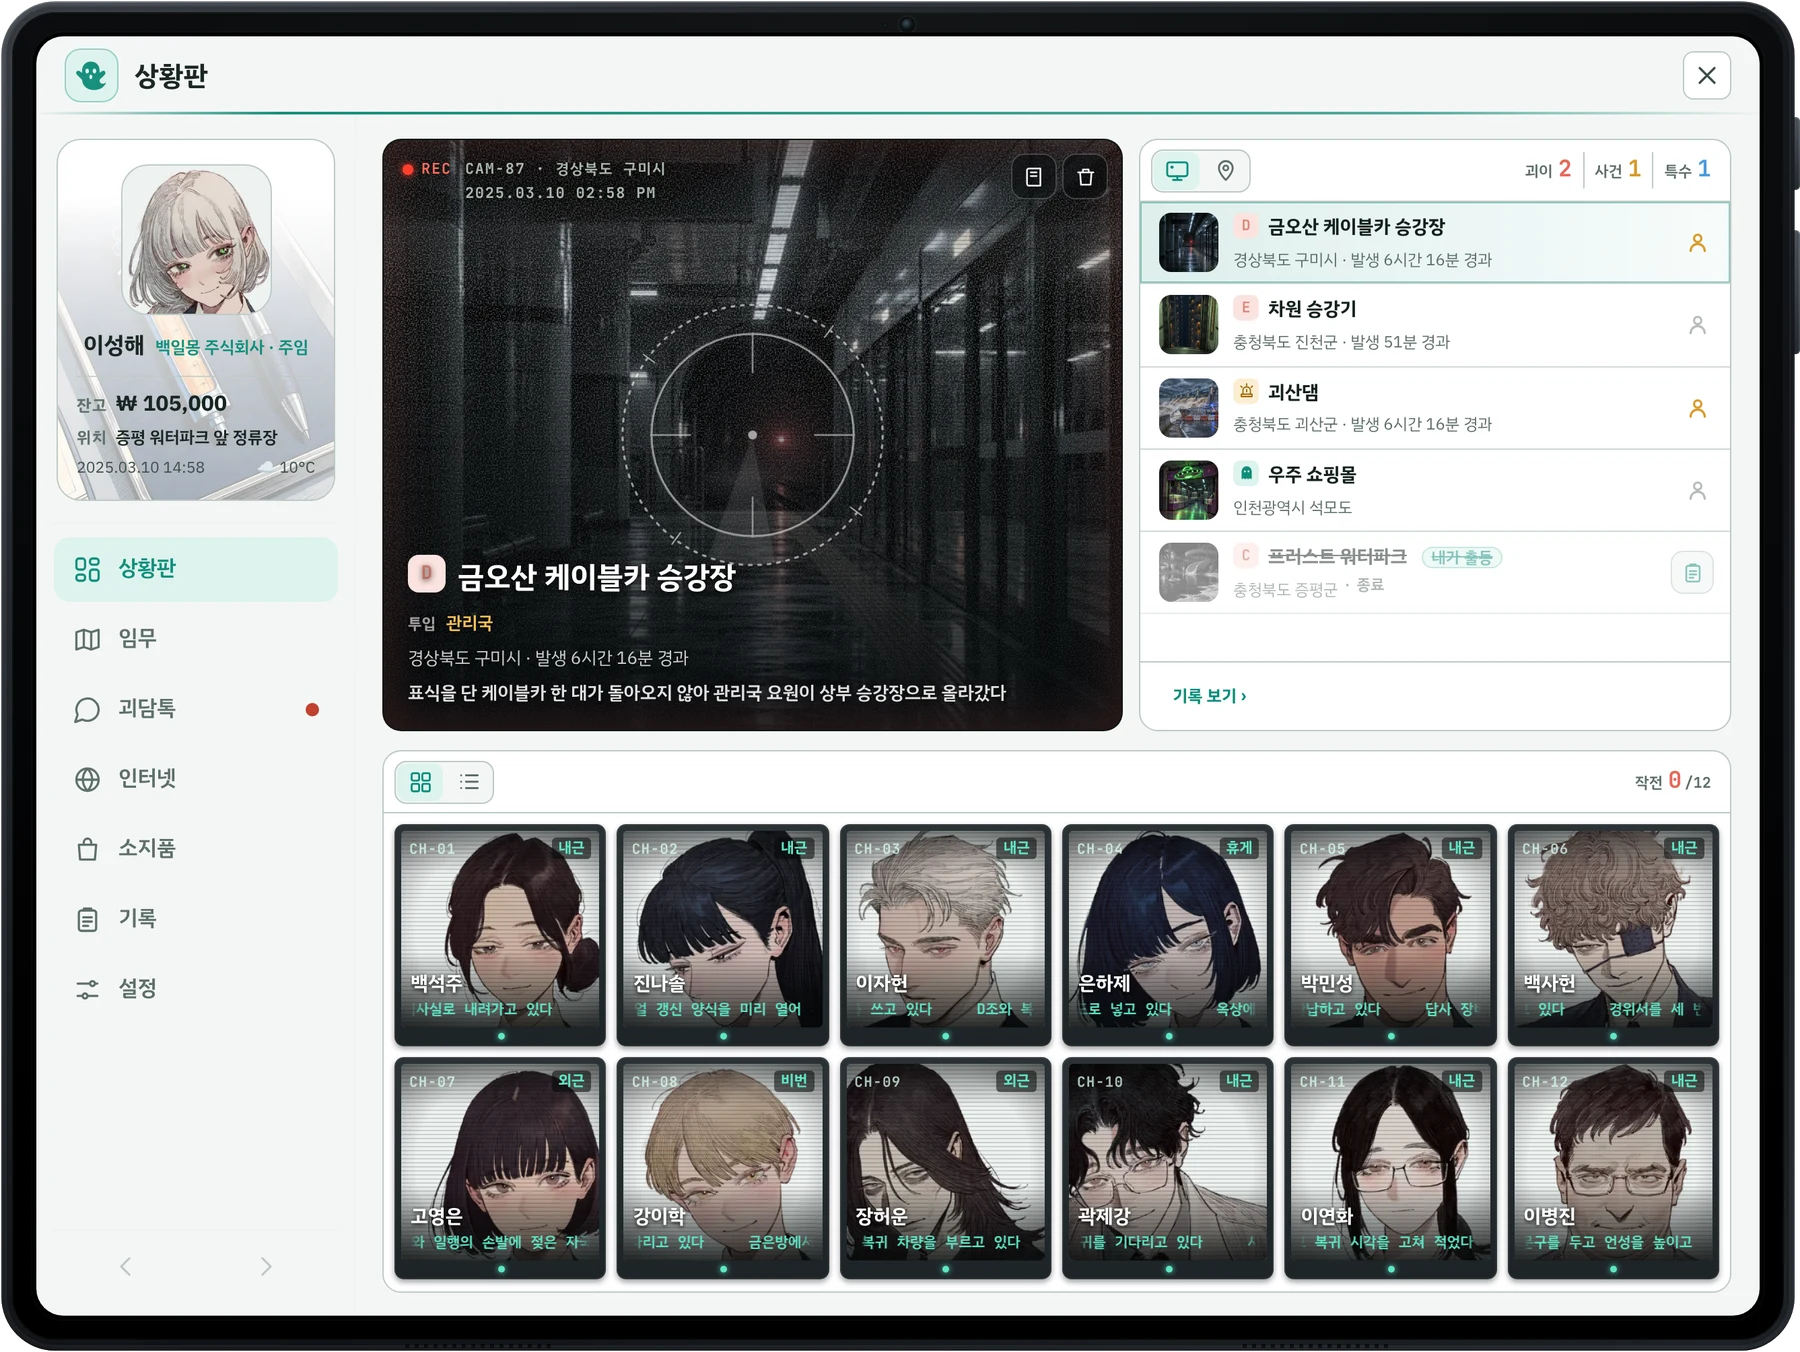 상황판
이성해 백일몽 주식회사 · 주임
잔고 ₩ 105,000
위치 증평 워터파크 앞 정류장
2025.03.10 14:58 10°C
상황판
임무
괴담톡
인터넷
소지품
기록
설정
REC CAM-87 · 경상북도 구미시
2025.03.10 02:58 PM
D 금오산 케이블카 승강장
투입 관리국
경상북도 구미시 · 발생 6시간 16분 경과
표식을 단 케이블카 한 대가 돌아오지 않아 관리국 요원이 상부 승강장으로 올라갔다
괴이 2 사건 1 특수 1
D 금오산 케이블카 승강장
경상북도 구미시 · 발생 6시간 16분 경과
E 차원 승강기
충청북도 진천군 · 발생 51분 경과
괴산댐
충청북도 괴산군 · 발생 6시간 16분 경과
우주 쇼핑몰
인천광역시 석모도
C 프러스트 워터파크 내가 출동
충청북도 증평군 · 종료
기록 보기 ›
작전 0 /12
CH-01 내근
백석주
사실로 내려가고 있다
CH-02 내근
진나솔
얼 갱신 양식을 미리 열어
CH-03 내근
이자헌
쓰고 있다 D조와 복
CH-04 휴게
은하제
로 넣고 있다 옥상에
CH-05 내근
박민성
납하고 있다 답사 장
CH-06 내근
백사헌
있다 경위서를 세
CH-07 외근
고영은
와 일행의 손발에 젖은 자
CH-08 비번
강이학
다리고 있다 금은방에서
CH-09 외근
장허운
복귀 차량을 부르고 있다
CH-10 내근
곽제강
귀를 기다리고 있다
CH-11 내근
이연화
복귀 시각을 고쳐 적었다
CH-12 내근
이병진
문구를 두고 언성을 높이고